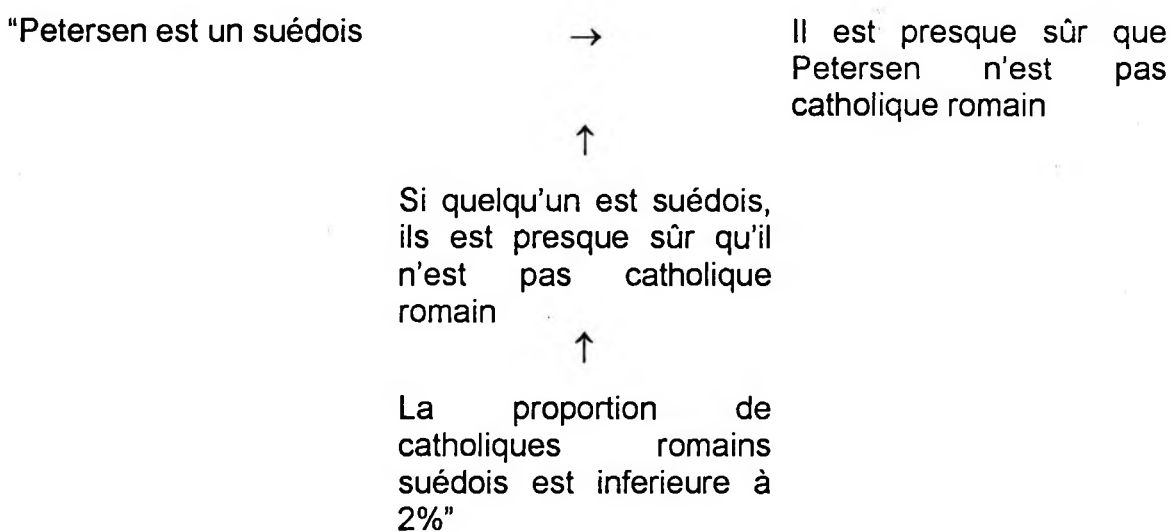 “Petersen est un suédois → Il est presque sûr que
Petersen n'est pas
catholique romain
↑
Si quelqu'un est suédois,
ils est presque sûr qu'il
n'est pas catholique
romain
↑
La proportion de
catholiques romains
suédois est inferieure à
2%”